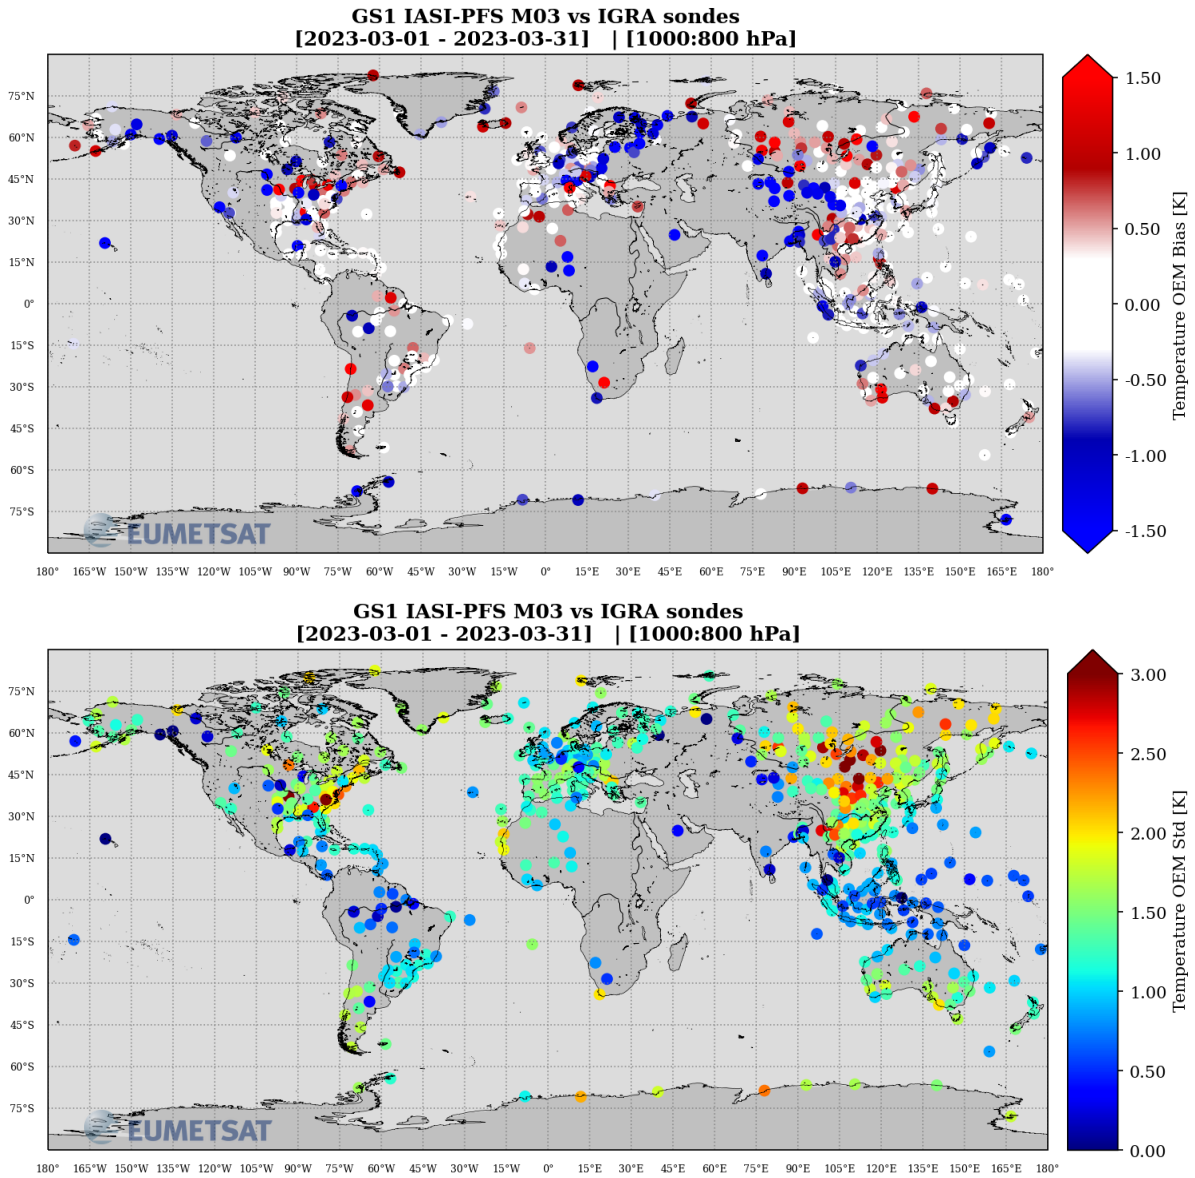 GS1 IASI-PFS M03 vs IGRA sondes
[2023-03-01 - 2023-03-31] | [1000:800 hPa]
75°N
60°N
45°N
30°N
15°N
0°
15°S
30°S
45°S
60°S
75°S
EUMETSAT
180° 165°W 150°W 135°W 120°W 105°W 90°W 75°W 60°W 45°W 30°W 15°W 0° 15°E 30°E 45°E 60°E 75°E 90°E 105°E 120°E 135°E 150°E 165°E 180°
1.50
1.00
0.50
0.00
-0.50
-1.00
-1.50
Temperature OEM Bias [K]
GS1 IASI-PFS M03 vs IGRA sondes
[2023-03-01 - 2023-03-31] | [1000:800 hPa]
75°N
60°N
45°N
30°N
15°N
0°
15°S
30°S
45°S
60°S
75°S
EUMETSAT
180° 165°W 150°W 135°W 120°W 105°W 90°W 75°W 60°W 45°W 30°W 15°W 0° 15°E 30°E 45°E 60°E 75°E 90°E 105°E 120°E 135°E 150°E 165°E 180°
3.00
2.50
2.00
1.50
1.00
0.50
0.00
Temperature OEM Std [K]